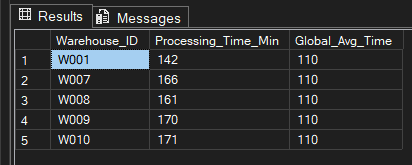 Results Messages
Warehouse_ID Processing_Time_Min Global_Avg_Time
1 W001 142 110
2 W007 166 110
3 W008 161 110
4 W009 170 110
5 W010 171 110